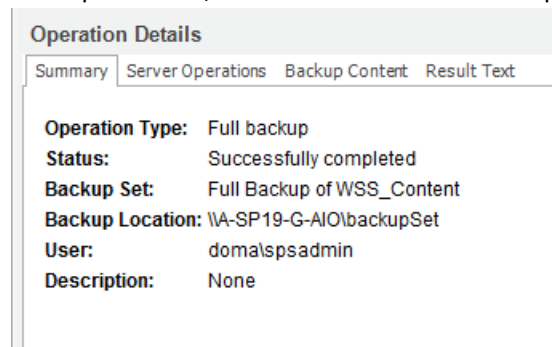 Operation Details
Summary Server Operations Backup Content Result Text
Operation Type: Full backup
Status: Successfully completed
Backup Set: Full Backup of WSS_Content
Backup Location: \\A-SP19-G-AIO\backupSet
User: doma\spsadmin
Description: None